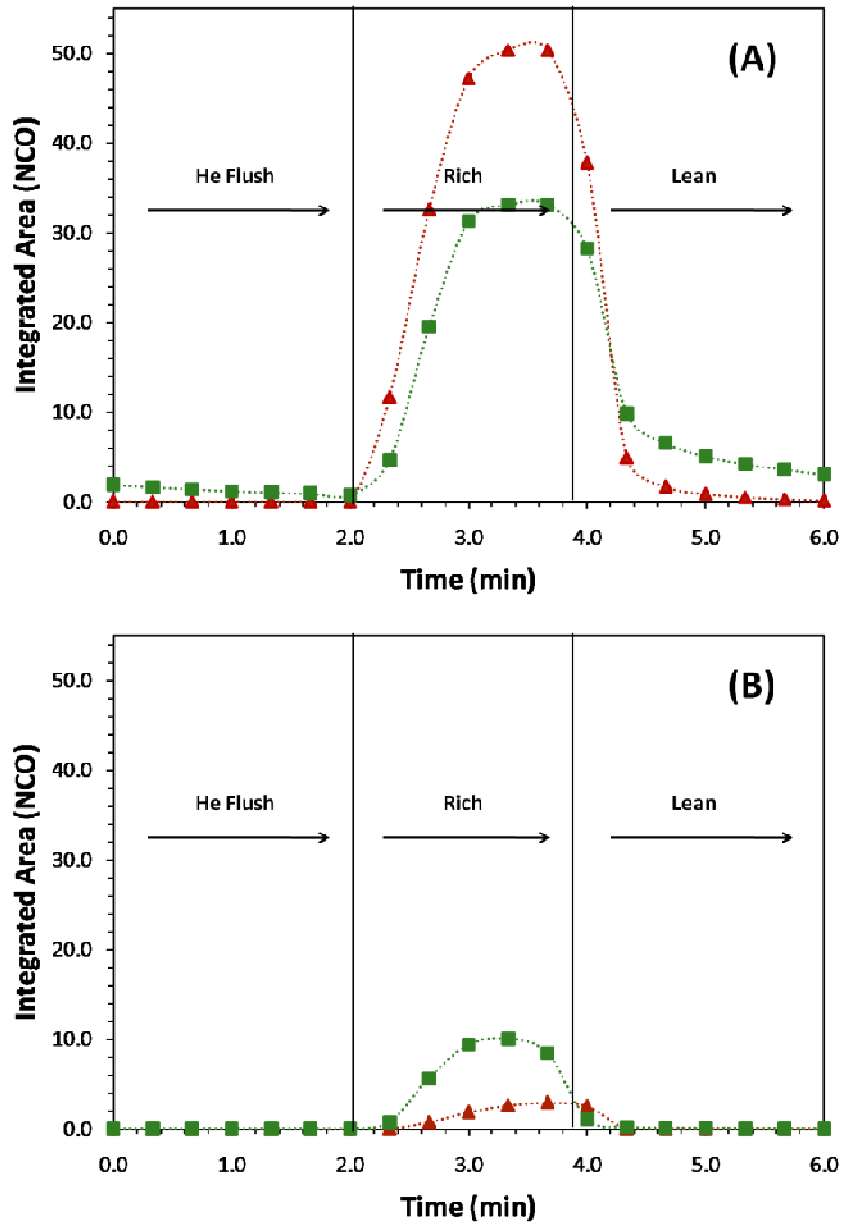 (A)
Integrated Area (NCO)
50.0
40.0
30.0
20.0
10.0
0.0
He Flush
Rich
Lean
0.0 1.0 2.0 3.0 4.0 5.0 6.0
Time (min)
(B)
Integrated Area (NCO)
50.0
40.0
30.0
20.0
10.0
0.0
He Flush
Rich
Lean
0.0 1.0 2.0 3.0 4.0 5.0 6.0
Time (min)